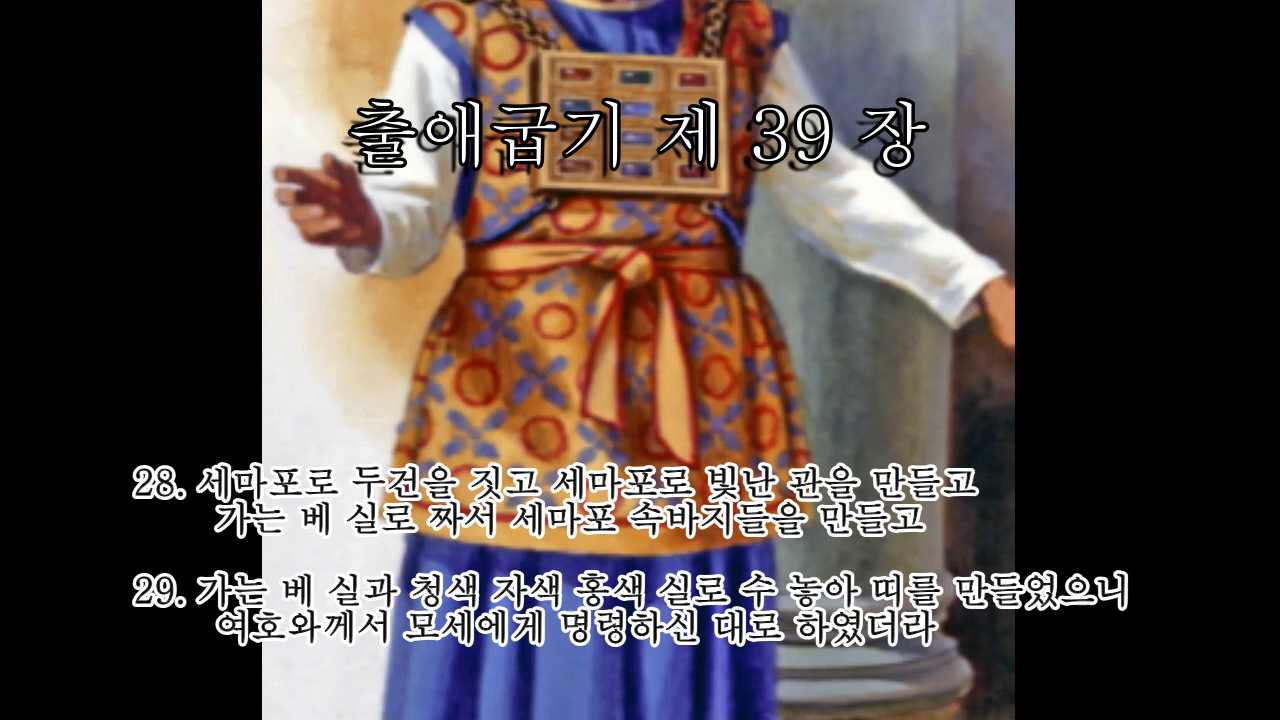 출애굽기 제 39 장
28. 세마포로 두건을 짓고 세마포로 빛난 관을 만들고
가는 베 실로 짜서 세마포 속바지들을 만들고
29. 가는 베 실과 청색 자색 홍색 실로 수 놓아 띠를 만들었으니
여호와께서 모세에게 명령하신 대로 하였더라